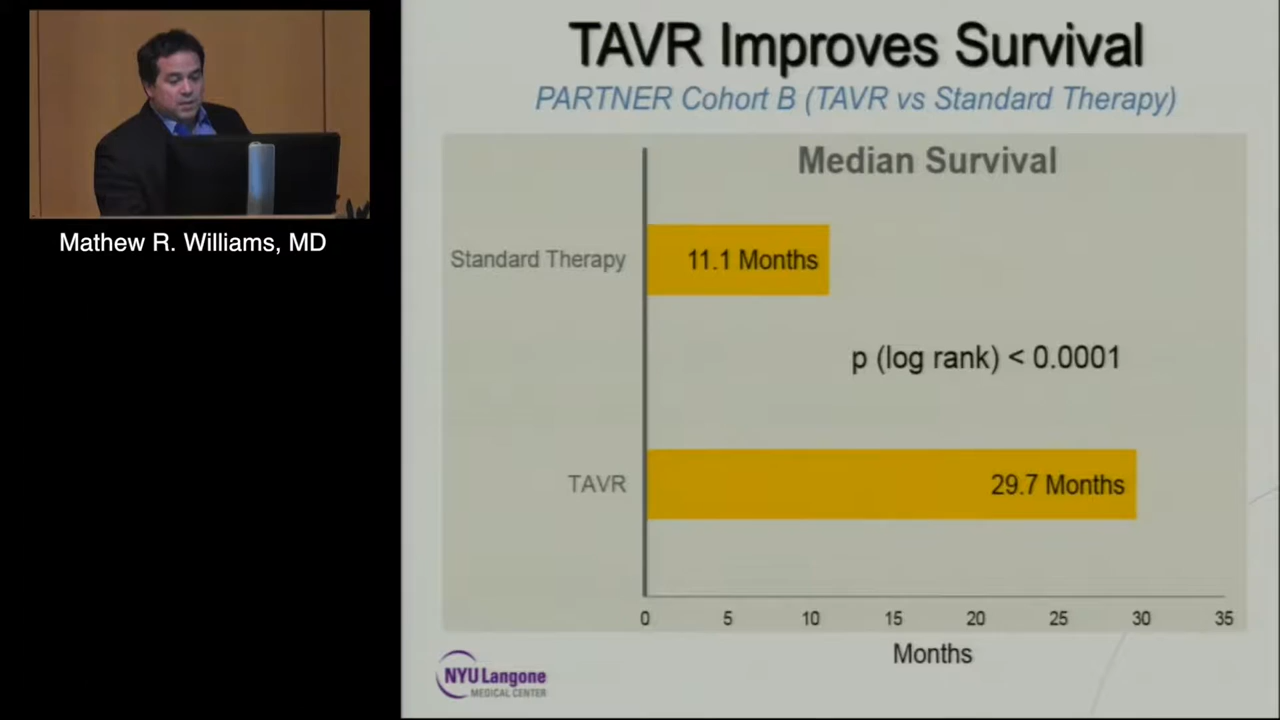 Mathew R. Williams, MD
TAVR Improves Survival
PARTNER Cohort B (TAVR vs Standard Therapy)
Median Survival
Standard Therapy
11.1 Months
p (log rank) < 0.0001
TAVR
29.7 Months
0 5 10 15 20 25 30 35
Months
NYU Langone
MEDICAL CENTER